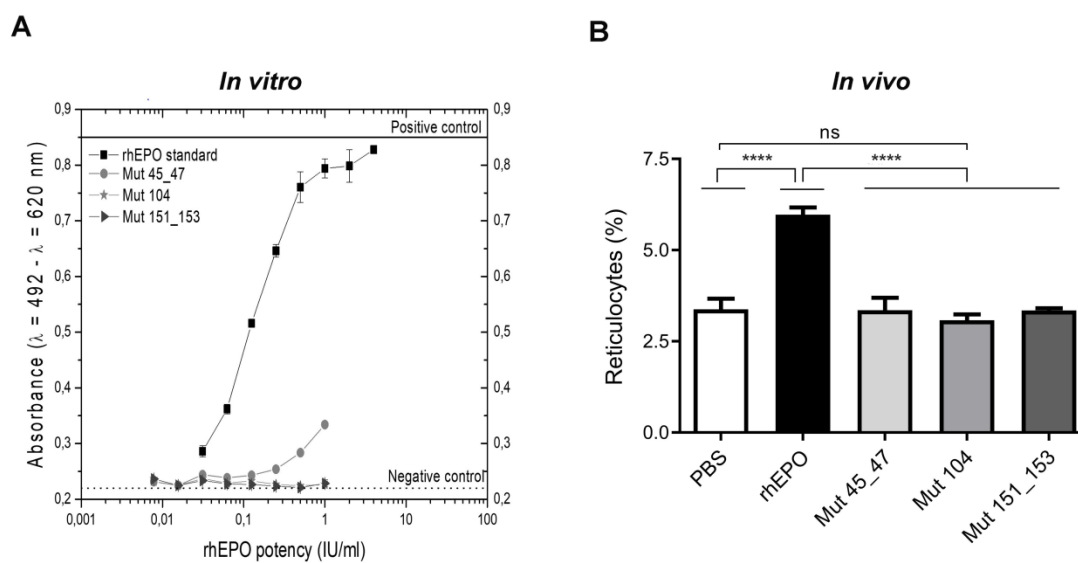 A
In vitro
0,9
0,8
0,7
0,6
0,5
0,4
0,3
0,2
0,9
0,8
0,7
0,6
0,5
0,4
0,3
0,2
Absorbance (λ = 492 - λ = 620 nm)
Positive control
rhEPO standard
Mut 45_47
Mut 104
Mut 151_153
Negative control
0,001
0,01
0,1
1
10
100
rhEPO potency (IU/ml)
B
In vivo
ns
****
****
7.5
5.0
2.5
0.0
Reticulocytes (%)
PBS
rhEPO
Mut 45_47
Mut 104
Mut 151_153